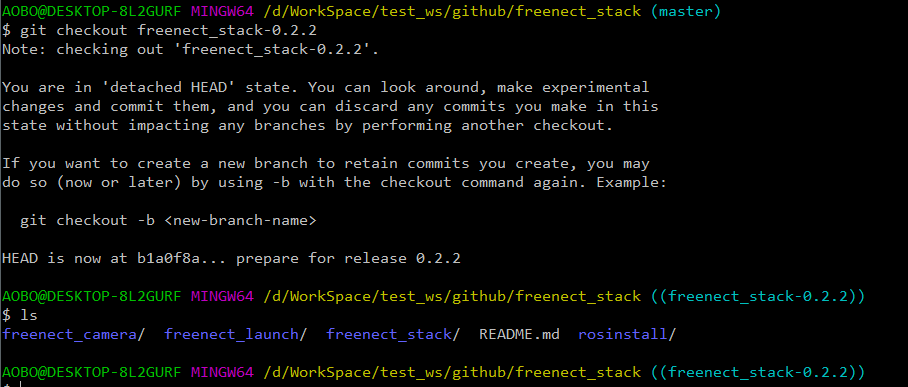 AOBO@DESKTOP-8L2GURF MINGW64 /d/WorkSpace/test_ws/github/freenect_stack (master)
$ git checkout freenect_stack-0.2.2
Note: checking out 'freenect_stack-0.2.2'.

You are in 'detached HEAD' state. You can look around, make experimental
changes and commit them, and you can discard any commits you make in this
state without impacting any branches by performing another checkout.

If you want to create a new branch to retain commits you create, you may
do so (now or later) by using -b with the checkout command again. Example:

  git checkout -b <new-branch-name>

HEAD is now at b1a0f8a... prepare for release 0.2.2

AOBO@DESKTOP-8L2GURF MINGW64 /d/WorkSpace/test_ws/github/freenect_stack ((freenect_stack-0.2.2))
$ ls
freenect_camera/  freenect_launch/  freenect_stack/  README.md  rosinstall/

AOBO@DESKTOP-8L2GURF MINGW64 /d/WorkSpace/test_ws/github/freenect_stack ((freenect_stack-0.2.2))